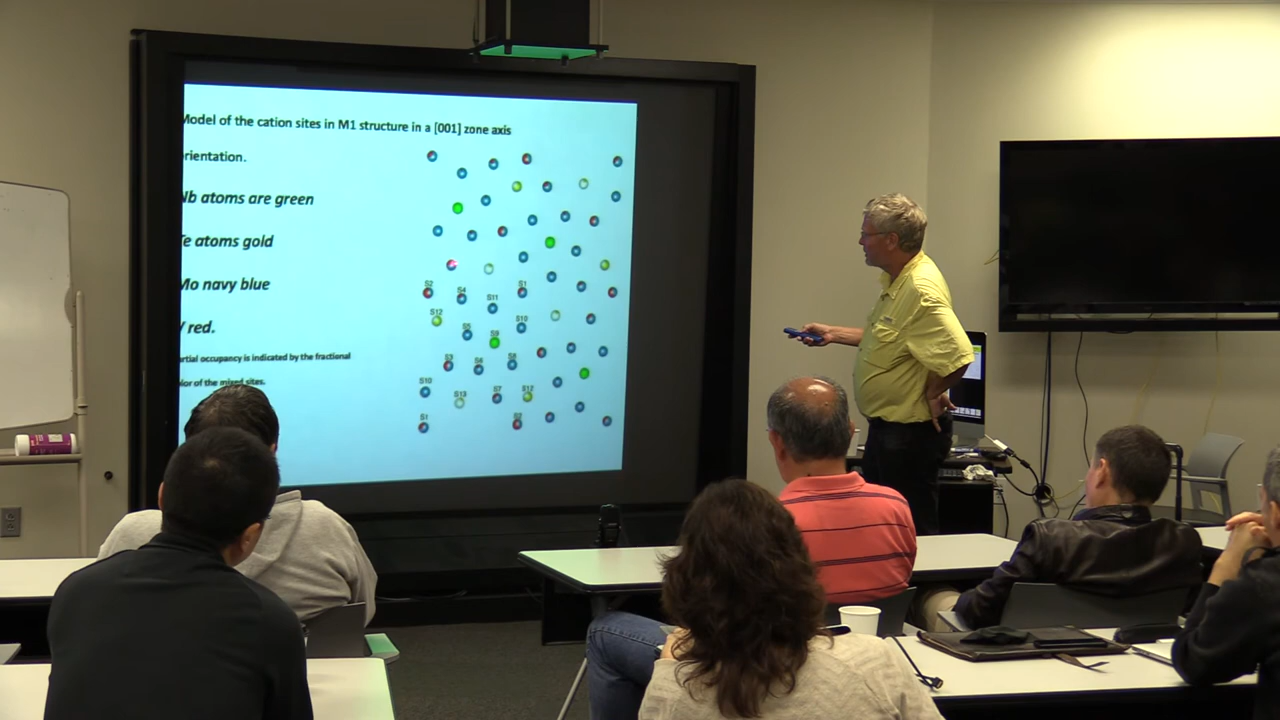 Model of the cation sites in M1 structure in a [001] zone axis
rientation.
Nb atoms are green
Te atoms gold
Mo navy blue
/ red.
rtial occupancy is indicated by the fractional
lor of the mixed sites.
S2
S4
S1
S11
S12
S10
S5
S9
S3
S6
S8
S10
S13
S7
S12
S1
S2